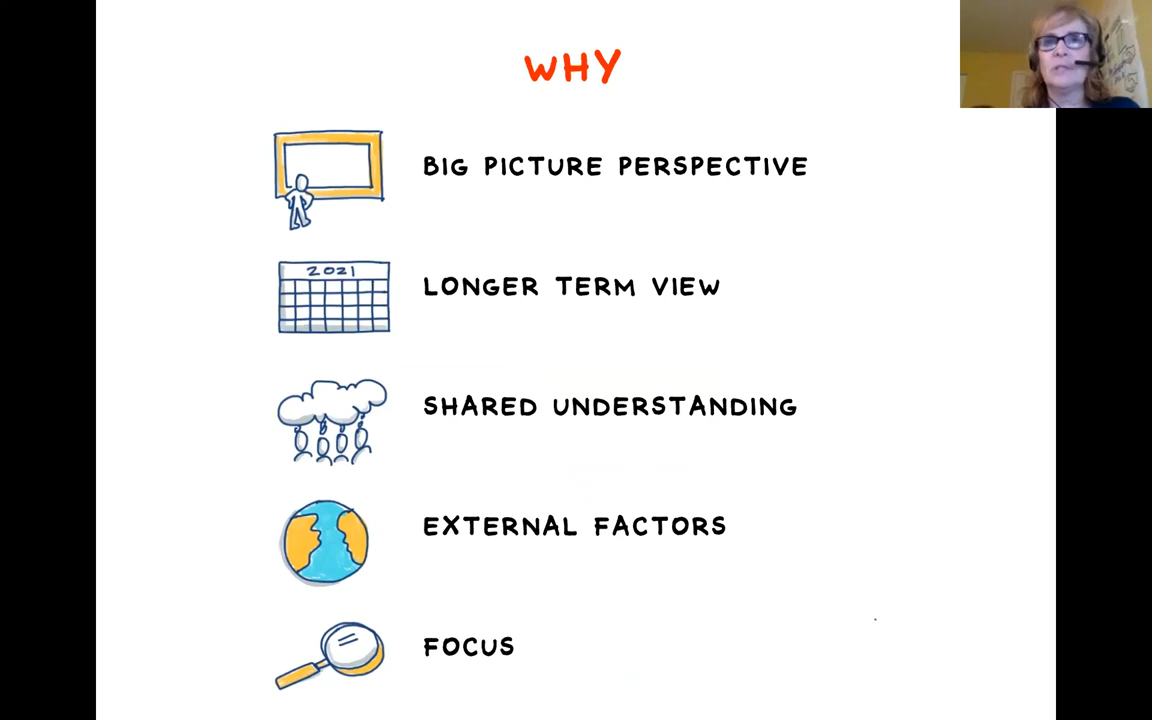 WHY
BIG PICTURE PERSPECTIVE
2021
LONGER TERM VIEW
SHARED UNDERSTANDING
EXTERNAL FACTORS
FOCUS